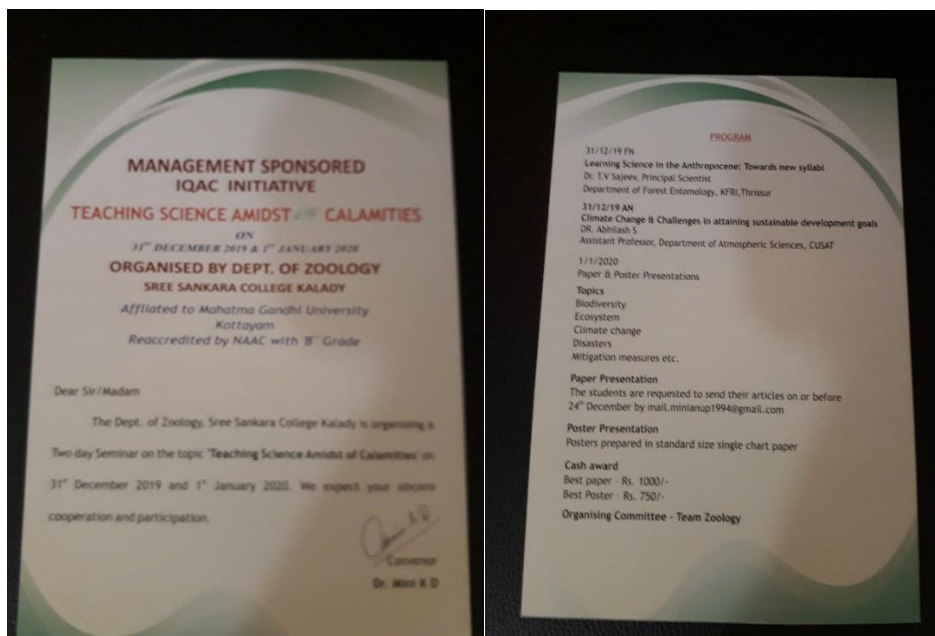 MANAGEMENT SPONSORED
IQAC INITIATIVE
TEACHING SCIENCE AMIDST CALAMITIES
ON
31ST DECEMBER 2019 & 1ST JANUARY 2020
ORGANISED BY DEPT. OF ZOOLOGY
SREE SANKARA COLLEGE KALADY
Affliated to Mahatma Gandhi University
Kottayam
Reaccredited by NAAC with 'B' Grade
Dear Sir/Madam
The Dept. of Zoology, Sree Sankara College Kalady is organising a
Two day Seminar on the topic 'Teaching Science Amidst of Calamities' on
31st December 2019 and 1st January 2020. We expect your sincere
cooperation and participation.
Convenor
Dr. Mini K D
PROGRAM
31/12/19 FN
Learning Science in the Anthropocene: Towards new syllabi
Dr. T.V Sajeev, Principal Scientist
Department of Forest Entomology, KFRI,Thrissur
31/12/19 AN
Climate Change & Challenges in attaining sustainable development goals
DR. Abhilash S
Assistant Professor, Department of Atmospheric Sciences, CUSAT
1/1/2020
Paper & Poster Presentations
Topics
Biodiversity
Ecosystem
Climate change
Disasters
Mitigation measures etc.
Paper Presentation
The students are requested to send their articles on or before
24th December by mail.minianup1994@gmail.com
Poster Presentation
Posters prepared in standard size single chart paper
Cash award
Best paper - Rs. 1000/-
Best Poster - Rs. 750/-
Organising Committee - Team Zoology